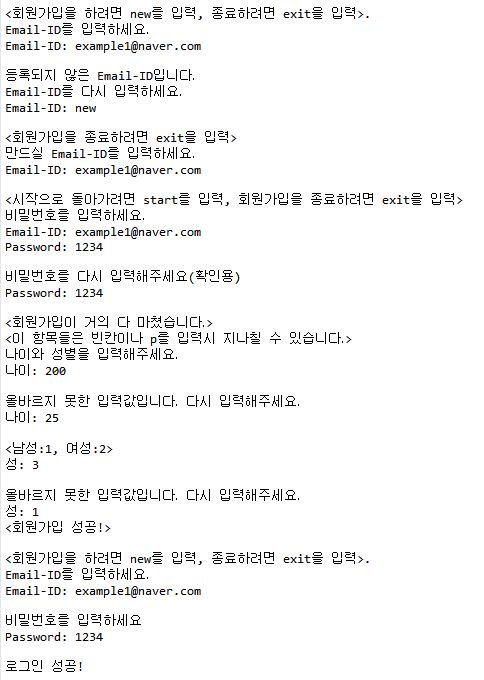 <회원가입을 하려면 new를 입력, 종료하려면 exit을 입력>.
Email-ID를 입력하세요.
Email-ID: example1@naver.com
등록되지 않은 Email-ID입니다.
Email-ID를 다시 입력하세요.
Email-ID: new
<회원가입을 종료하려면 exit을 입력>
만드실 Email-ID를 입력하세요.
Email-ID: example1@naver.com
<시작으로 돌아가려면 start를 입력, 회원가입을 종료하려면 exit을 입력>
비밀번호를 입력하세요.
Email-ID: example1@naver.com
Password: 1234
비밀번호를 다시 입력해주세요(확인용)
Password: 1234
<회원가입이 거의 다 마쳤습니다.>
<이 항목들은 빈칸이나 p를 입력시 지나칠 수 있습니다.>
나이와 성별을 입력해주세요.
나이: 200
올바르지 못한 입력값입니다. 다시 입력해주세요.
나이: 25
<남성:1, 여성:2>
성: 3
올바르지 못한 입력값입니다. 다시 입력해주세요.
성: 1
<회원가입 성공!>
<회원가입을 하려면 new를 입력, 종료하려면 exit을 입력>.
Email-ID를 입력하세요.
Email-ID: example1@naver.com
비밀번호를 입력하세요
Password: 1234
로그인 성공!